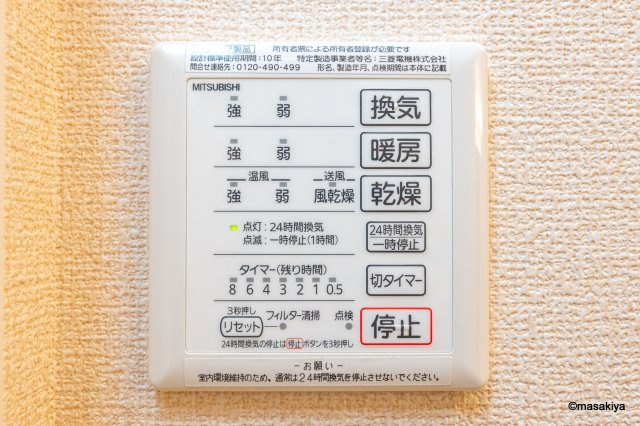 製品 所有者票による所有者登録が必要です
設計標準使用期間：10年 特定製造事業者等名：三菱電機株式会社
問合せ連絡先：0120-490-499 形名、製造年月、点検期間は本体に記載
MITSUBISHI
強 弱 換気
強 弱 暖房
温風 送風
強 弱 風乾燥 乾燥
点灯：24時間換気
点滅：一時停止（1時間）
24時間換気
一時停止
タイマー（残り時間）
8 6 4 3 2 1 0.5
切タイマー
3秒押し
リセット フィルター清掃 点検
停止
24時間換気の停止は停止ボタンを3秒押し
－お願い－
室内環境維持のため、通常は24時間換気を停止させないでください。
©masakiya